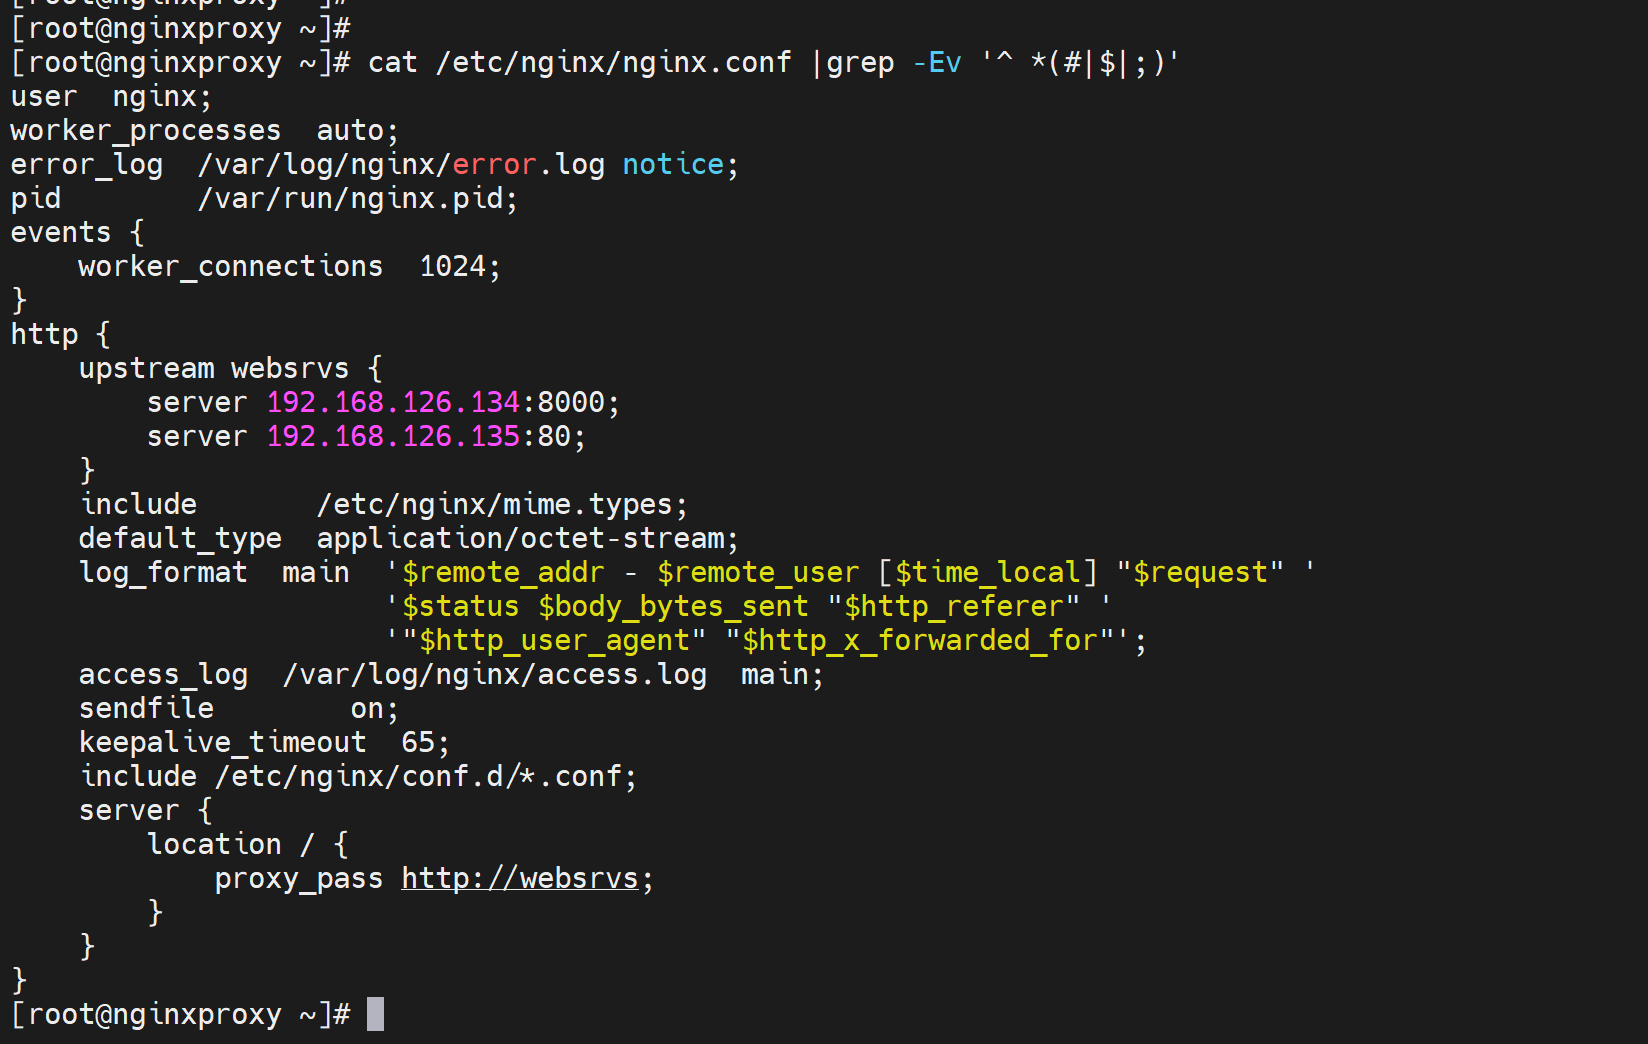 [root@nginxproxy ~]#
[root@nginxproxy ~]#
[root@nginxproxy ~]# cat /etc/nginx/nginx.conf |grep -Ev '^ *(#|$|;)'
user  nginx;
worker_processes  auto;
error_log  /var/log/nginx/error.log notice;
pid        /var/run/nginx.pid;
events {
    worker_connections  1024;
}
http {
    upstream websrvs {
        server 192.168.126.134:8000;
        server 192.168.126.135:80;
    }
    include       /etc/nginx/mime.types;
    default_type  application/octet-stream;
    log_format  main  '$remote_addr - $remote_user [$time_local] "$request" '
                      '$status $body_bytes_sent "$http_referer" '
                      '"$http_user_agent" "$http_x_forwarded_for"';
    access_log  /var/log/nginx/access.log  main;
    sendfile        on;
    keepalive_timeout  65;
    include /etc/nginx/conf.d/*.conf;
    server {
        location / {
            proxy_pass http://websrvs;
        }
    }
}
[root@nginxproxy ~]#